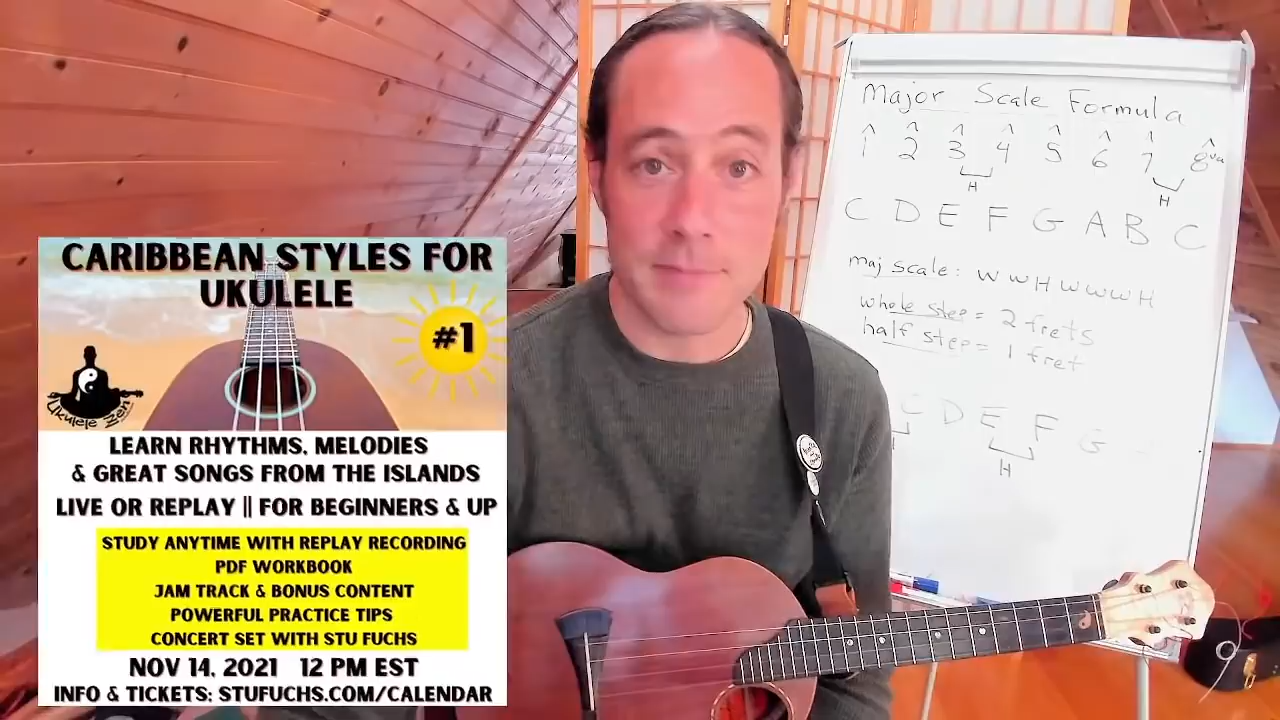 CARIBBEAN STYLES FOR
UKULELE
#1
Ukulele Zen
LEARN RHYTHMS, MELODIES
& GREAT SONGS FROM THE ISLANDS
LIVE OR REPLAY || FOR BEGINNERS & UP
STUDY ANYTIME WITH REPLAY RECORDING
PDF WORKBOOK
JAM TRACK & BONUS CONTENT
POWERFUL PRACTICE TIPS
CONCERT SET WITH STU FUCHS
NOV 14, 2021 12 PM EST
INFO & TICKETS: STUFUCHS.COM/CALENDAR
Major Scale Formula
^ ^ ^ ^ ^ ^ ^ ^
1 2 3 4 5 6 7 8va
H H
C D E F G A B C
maj scale: W W H W W W H
whole step = 2 frets
half step = 1 fret
C D E F G
H